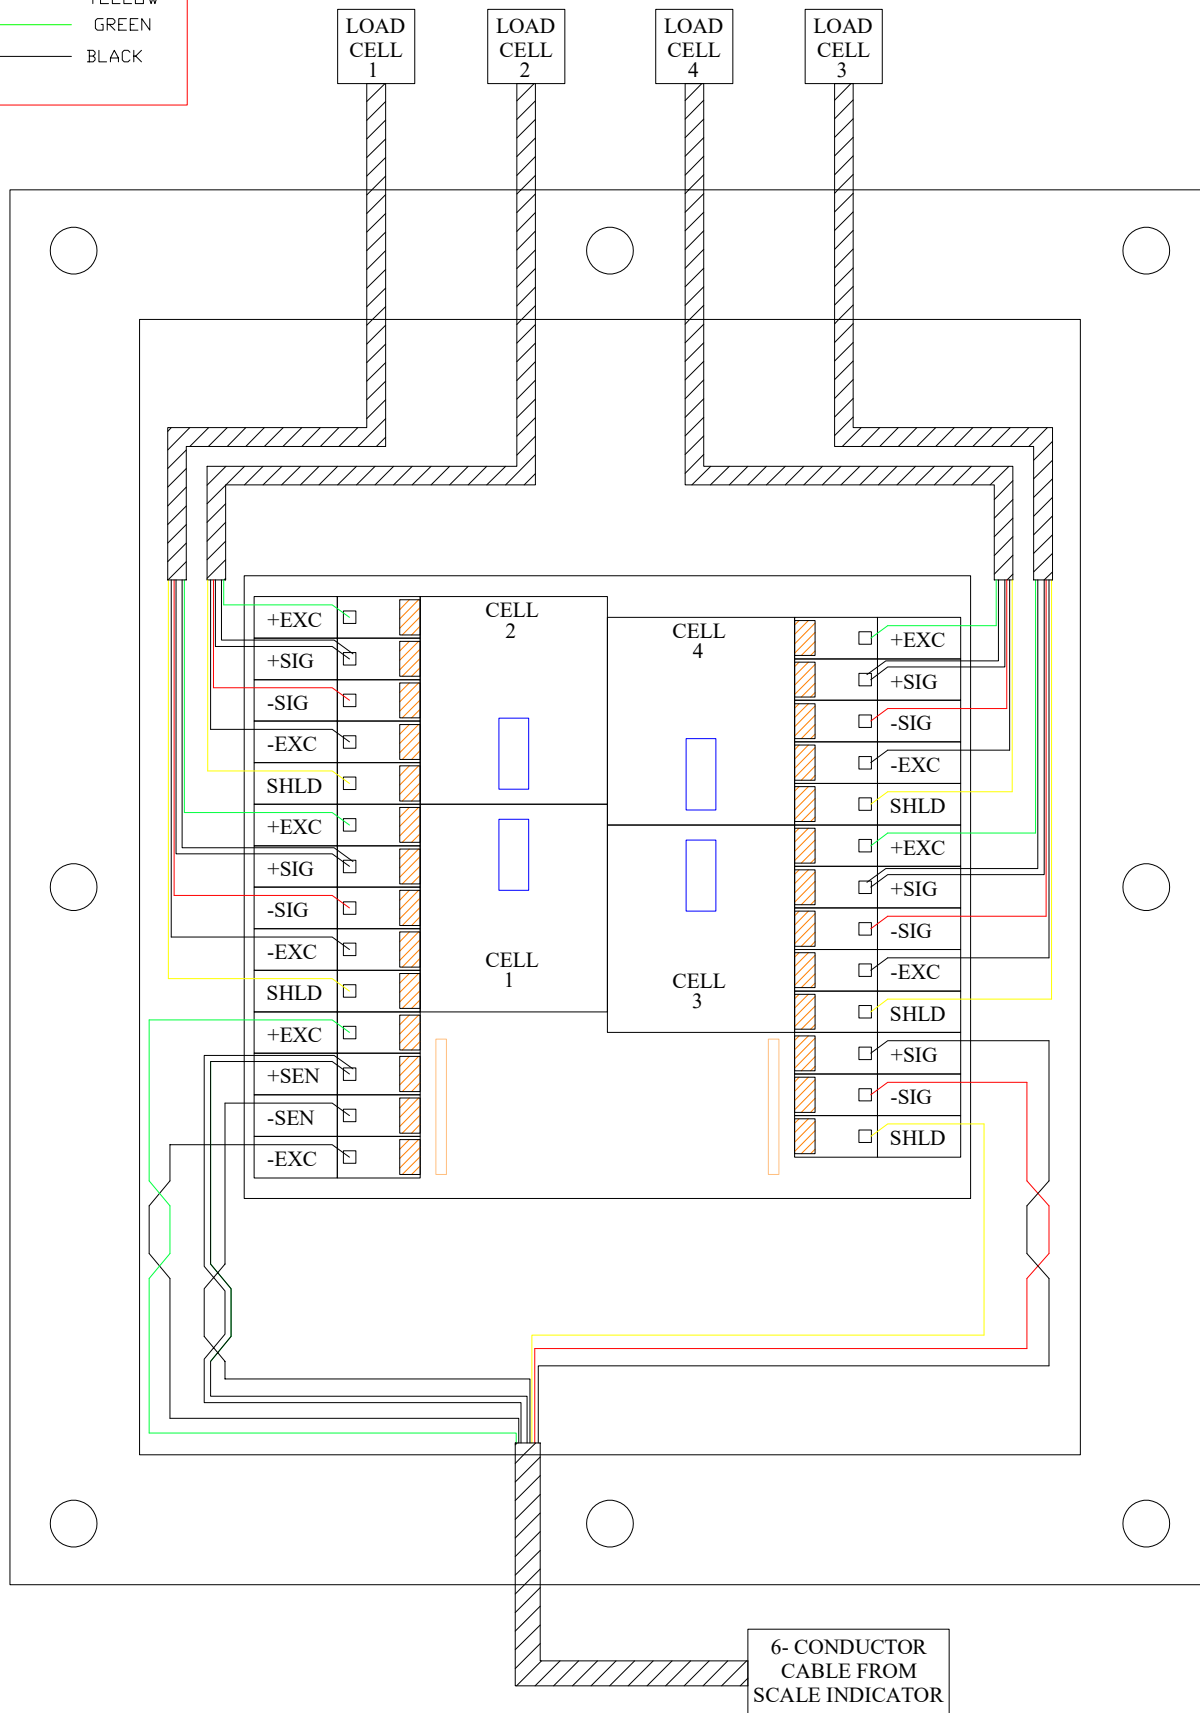 YELLOW
GREEN
BLACK
LOAD
CELL
1
LOAD
CELL
2
LOAD
CELL
4
LOAD
CELL
3
+EXC
+SIG
-SIG
-EXC
SHLD
+EXC
+SIG
-SIG
-EXC
SHLD
+EXC
+SEN
-SEN
-EXC
CELL
2
CELL
1
CELL
4
CELL
3
+EXC
+SIG
-SIG
-EXC
SHLD
+EXC
+SIG
-SIG
-EXC
SHLD
+SIG
-SIG
SHLD
6- CONDUCTOR
CABLE FROM
SCALE INDICATOR